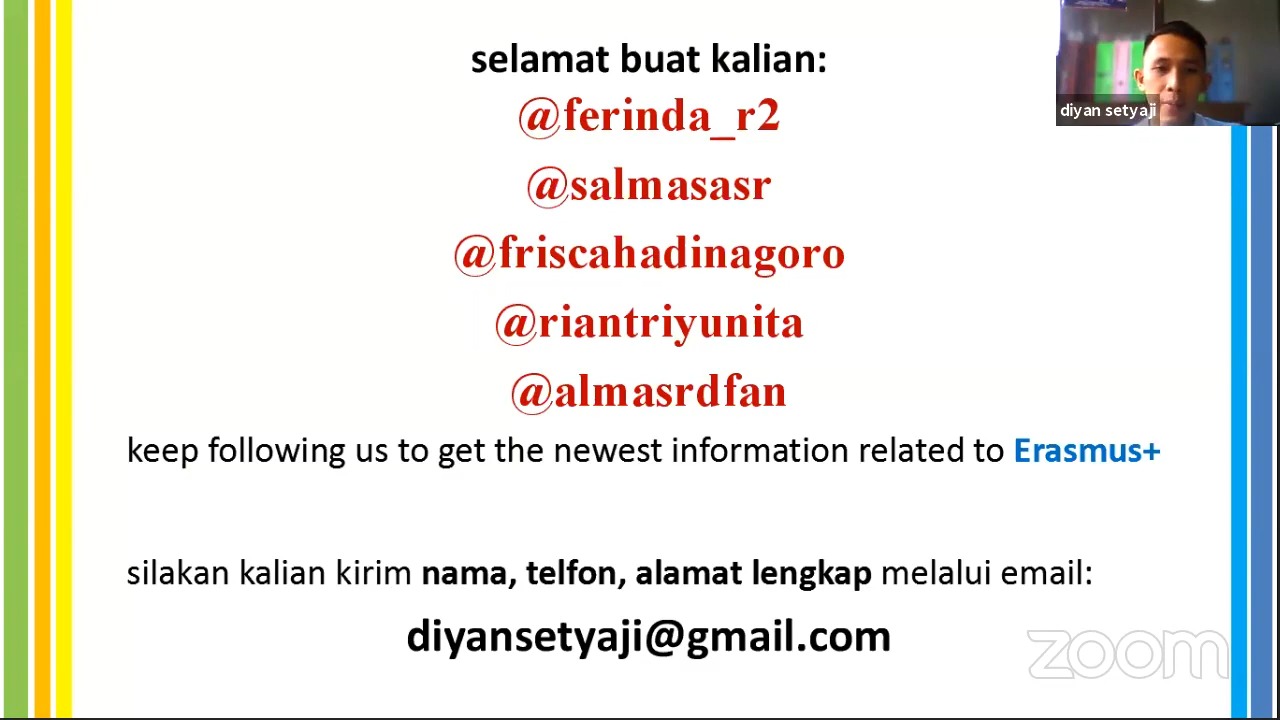 selamat buat kalian:
@ferinda_r2
diyan setyaji
@salmasasr
@friscahadinagoro
@riantriyunita
@almasrdfan
keep following us to get the newest information related to Erasmus+
silakan kalian kirim nama, telfon, alamat lengkap melalui email:
diyansetyaji@gmail.com
zoom